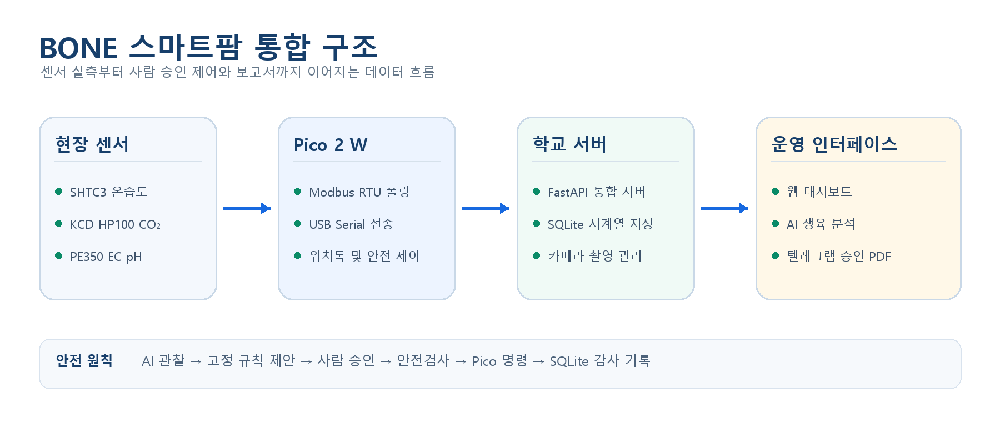 BONE 스마트팜 통합 구조
센서 실측부터 사람 승인 제어와 보고서까지 이어지는 데이터 흐름
현장 센서
SHTC3 온습도
KCD HP100 CO₂
PE350 EC pH
Pico 2 W
Modbus RTU 폴링
USB Serial 전송
워치독 및 안전 제어
학교 서버
FastAPI 통합 서버
SQLite 시계열 저장
카메라 촬영 관리
운영 인터페이스
웹 대시보드
AI 생육 분석
텔레그램 승인 PDF
안전 원칙 AI 관찰 → 고정 규칙 제안 → 사람 승인 → 안전검사 → Pico 명령 → SQLite 감사 기록